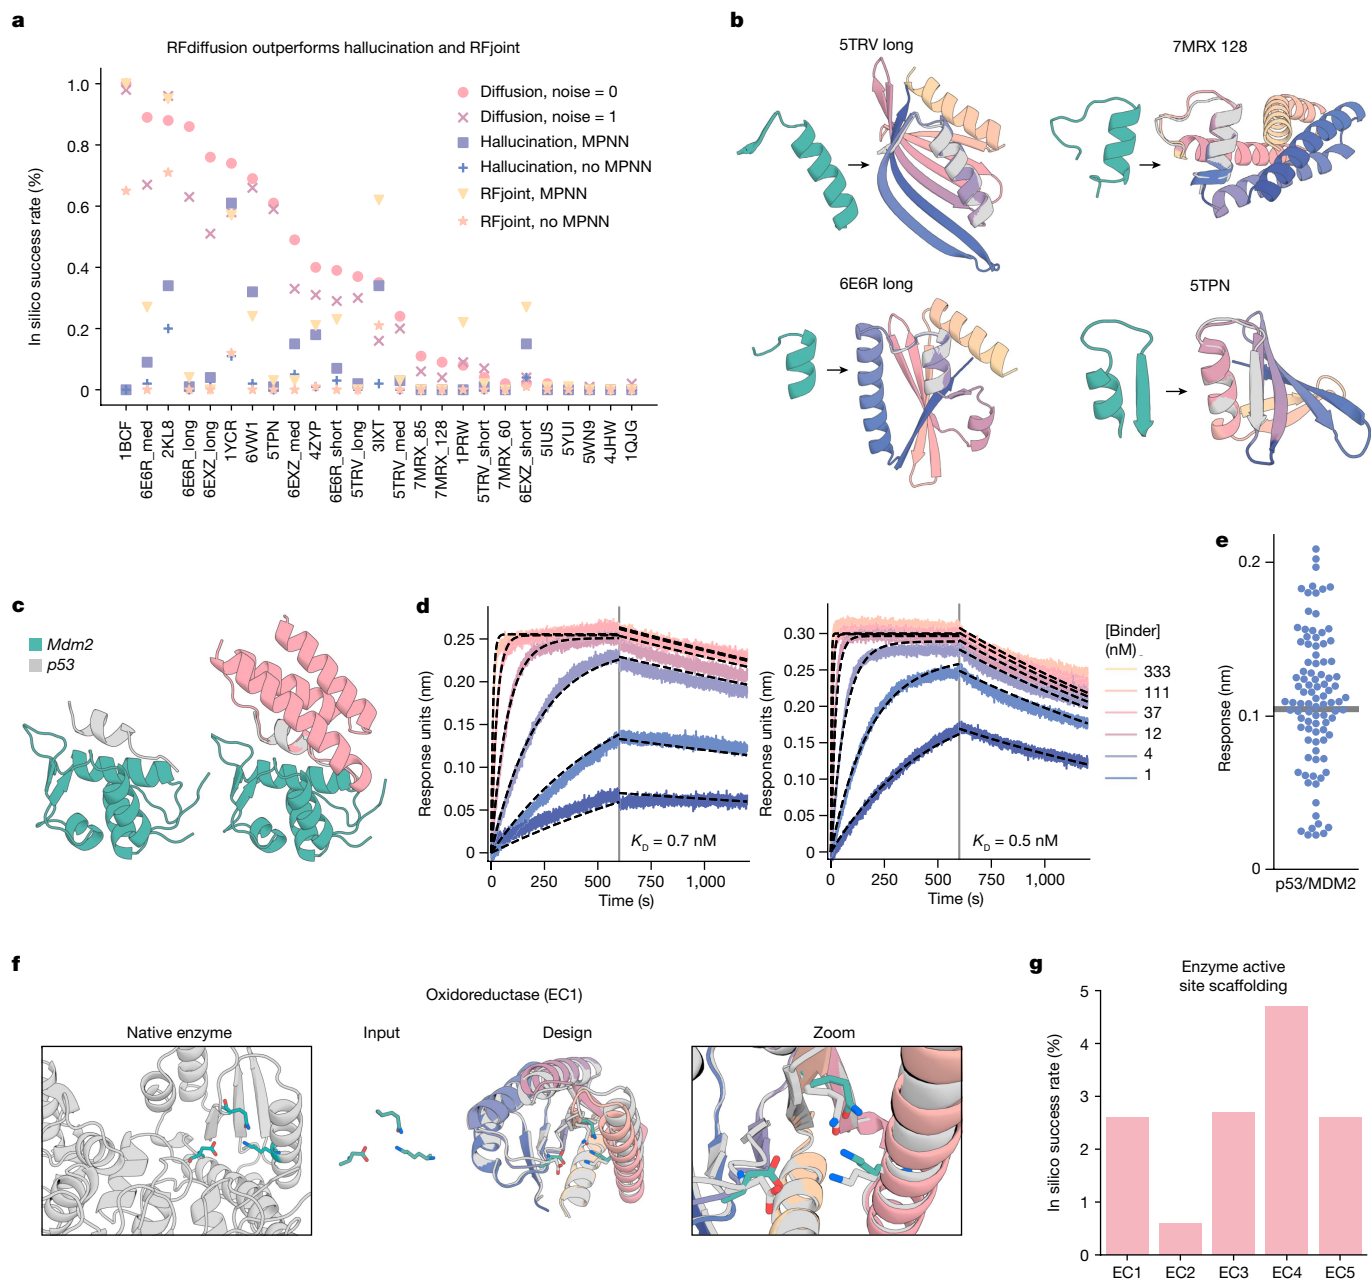 a
RFdiffusion outperforms hallucination and RFjoint
In silico success rate (%)
1.0
0.8
0.6
0.4
0.2
0
Diffusion, noise = 0
Diffusion, noise = 1
Hallucination, MPNN
Hallucination, no MPNN
RFjoint, MPNN
RFjoint, no MPNN
1BCF
6E6R_med
2KL8
6E6R_long
6EXZ_long
1YCR
6VW1
5TPN
6EXZ_med
4ZYP
6E6R_short
5TRV_long
3IXT
5TRV_med
7MRX_85
7MRX_128
1PRW
5TRV_short
7MRX_60
6EXZ_short
5IUS
5YUI
5WN9
4JHW
1QJG
b
5TRV long
7MRX 128
6E6R long
5TPN
c
Mdm2
p53
d
Response units (nm)
0.25
0.20
0.15
0.10
0.05
0
KD = 0.7 nM
0
250
500
750
1,000
Time (s)
Response units (nm)
0.30
0.25
0.20
0.15
0.10
0.05
0
KD = 0.5 nM
0
250
500
750
1,000
Time (s)
[Binder]
(nM)
333
111
37
12
4
1
e
Response (nm)
0.2
0.1
0
p53/MDM2
f
Oxidoreductase (EC1)
Native enzyme
Input
Design
Zoom
g
Enzyme active
site scaffolding
In silico success rate (%)
5
4
3
2
1
0
EC1
EC2
EC3
EC4
EC5